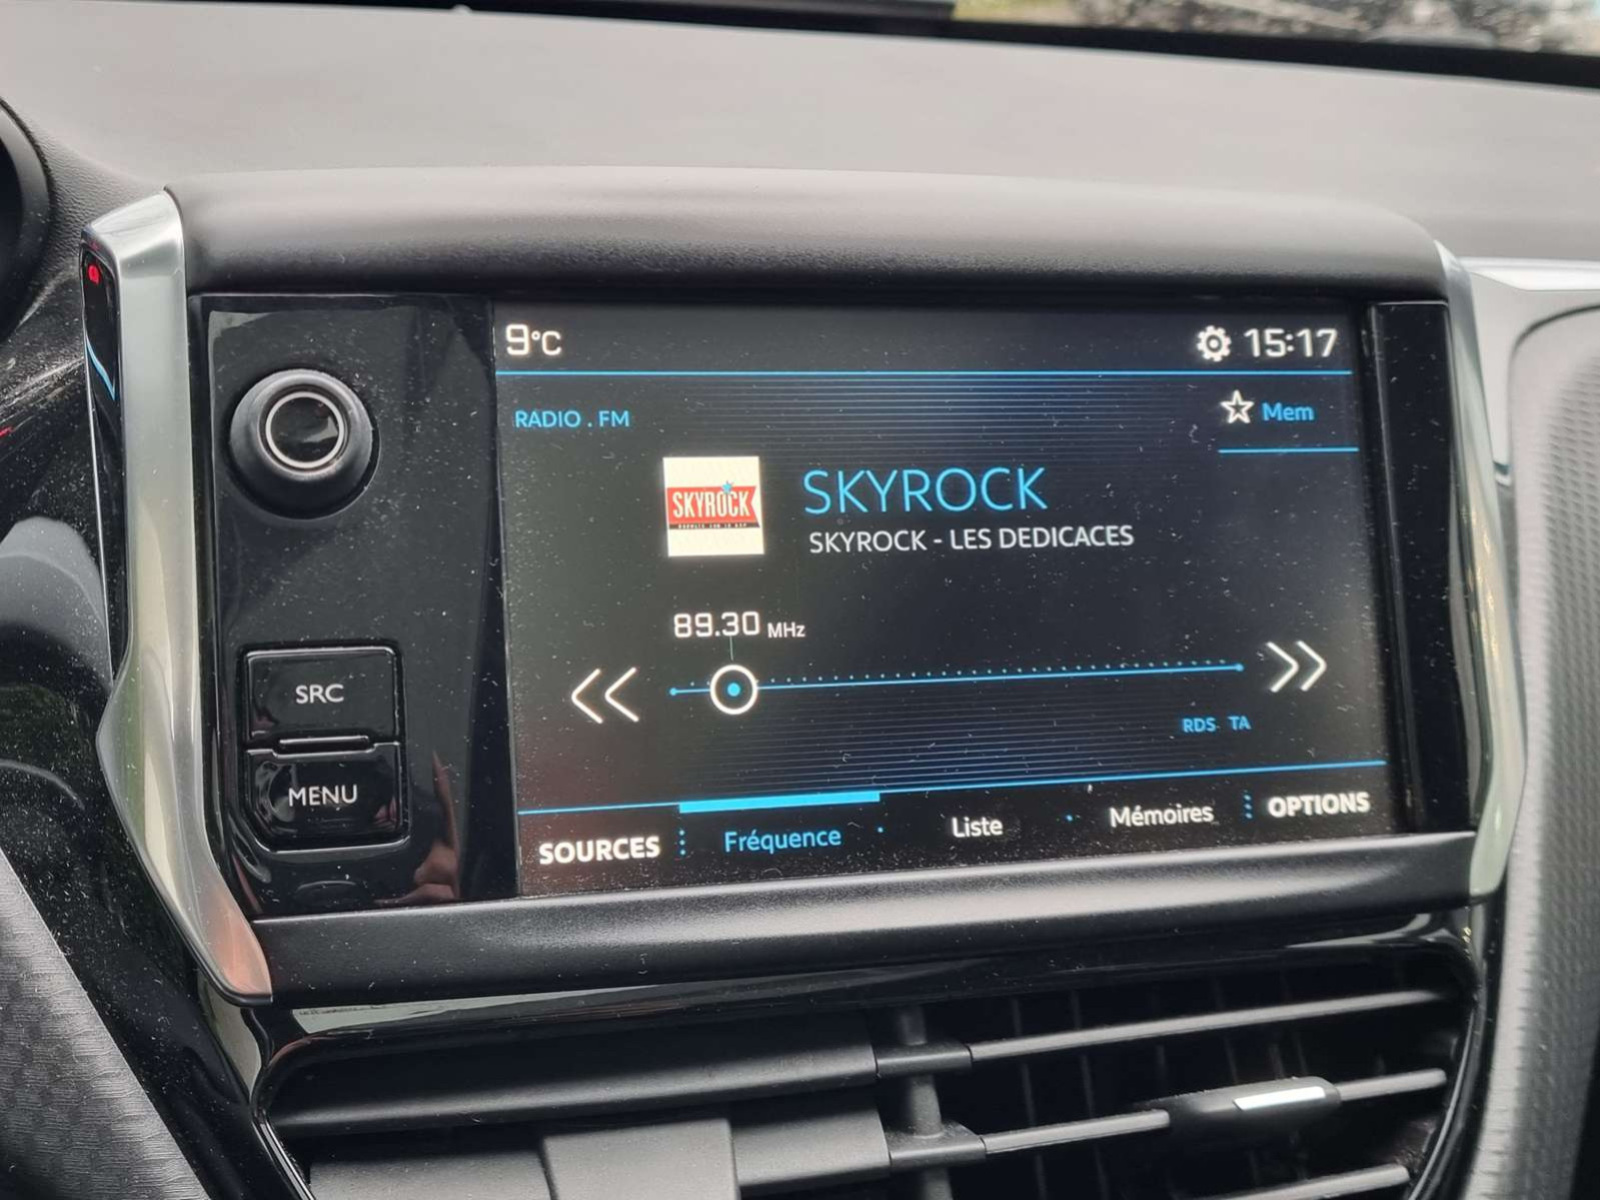 9°C
15:17
RADIO . FM
Mem
SKYROCK
SKYROCK
SKYROCK - LES DEDICACES
89.30 MHz
SRC
RDS TA
MENU
SOURCES
Fréquence
Liste
Mémoires
OPTIONS